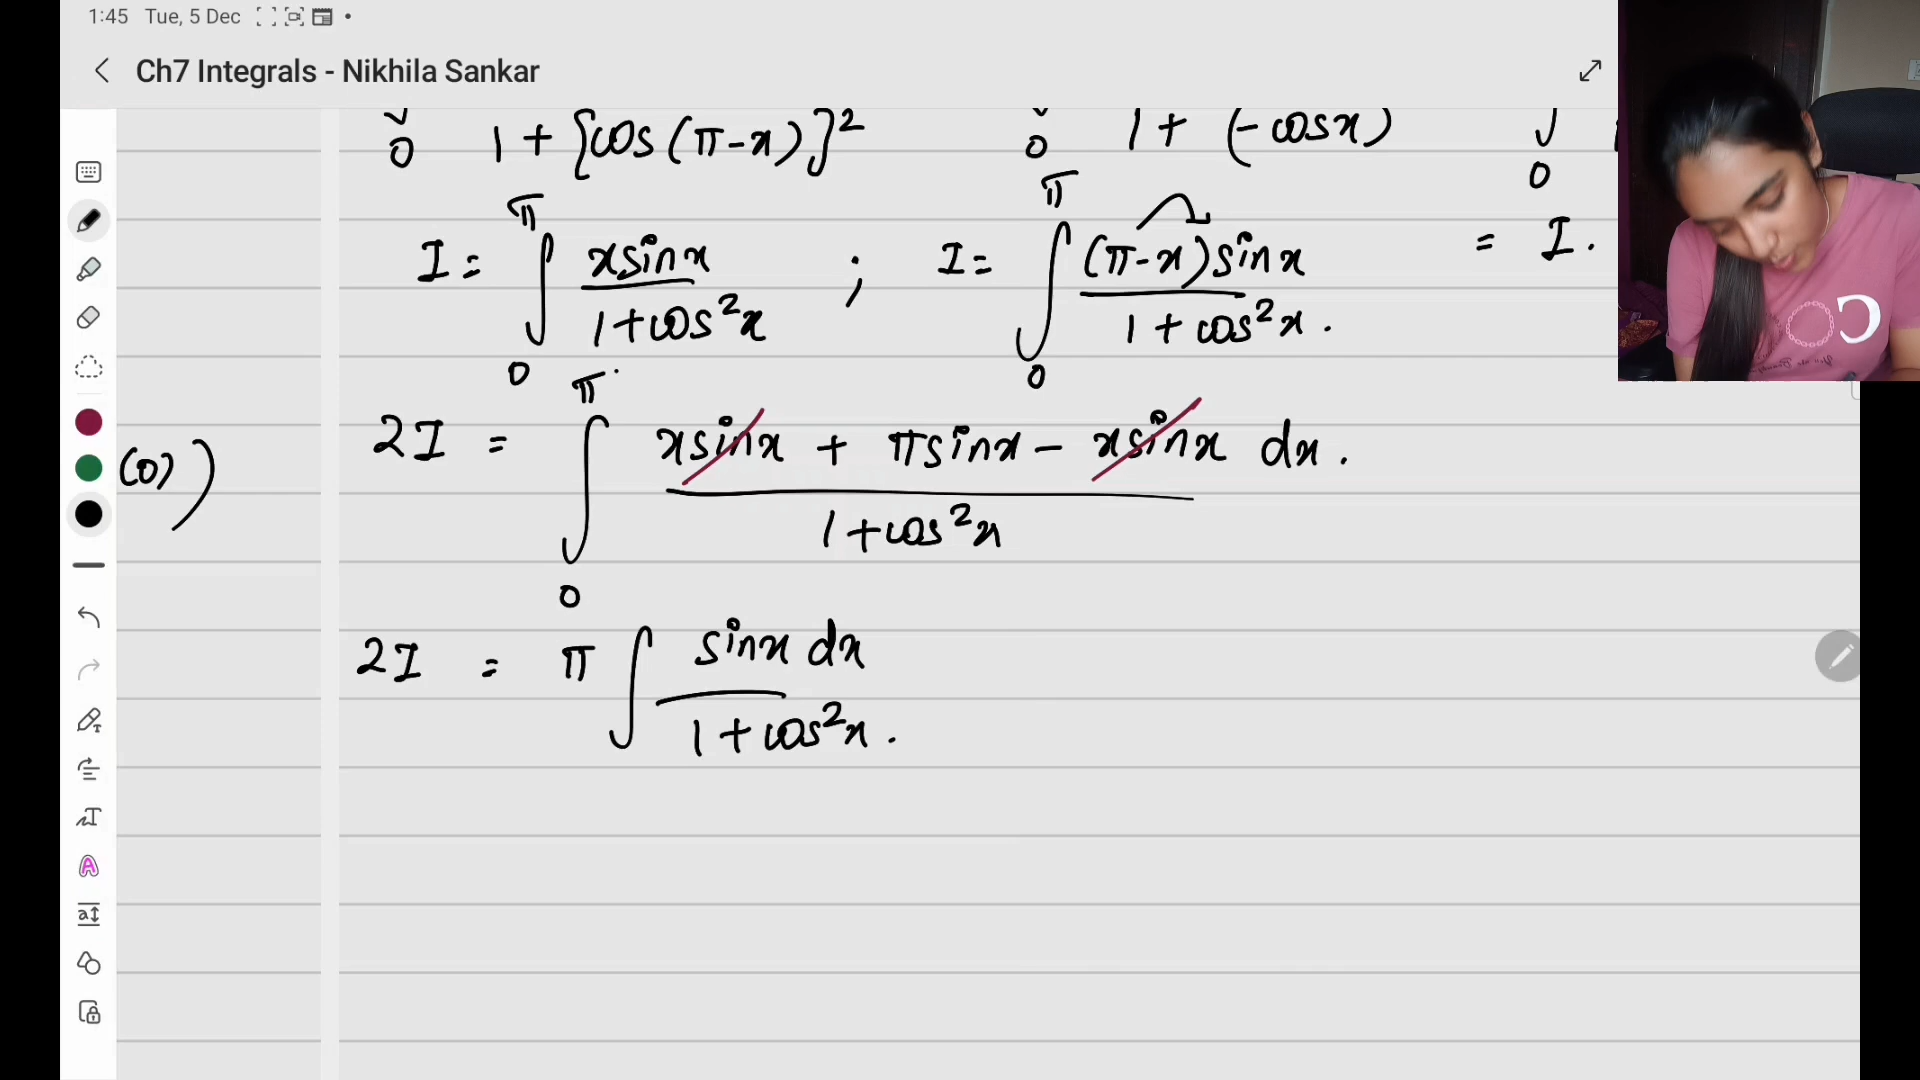 1:45 Tue, 5 Dec
Ch7 Integrals - Nikhila Sankar
0 1 + {cos(π-x)}² 0 1 + (-cosx) 0
I = ∫₀^π xsinx / 1+cos²x ; I = ∫₀^π (π-x)sinx / 1+cos²x . = I .
(0)) 2I = ∫₀^π xsinx + πsinx - xsinx dx . / 1+cos²x
2I = π ∫ sinx dx / 1+cos²x .